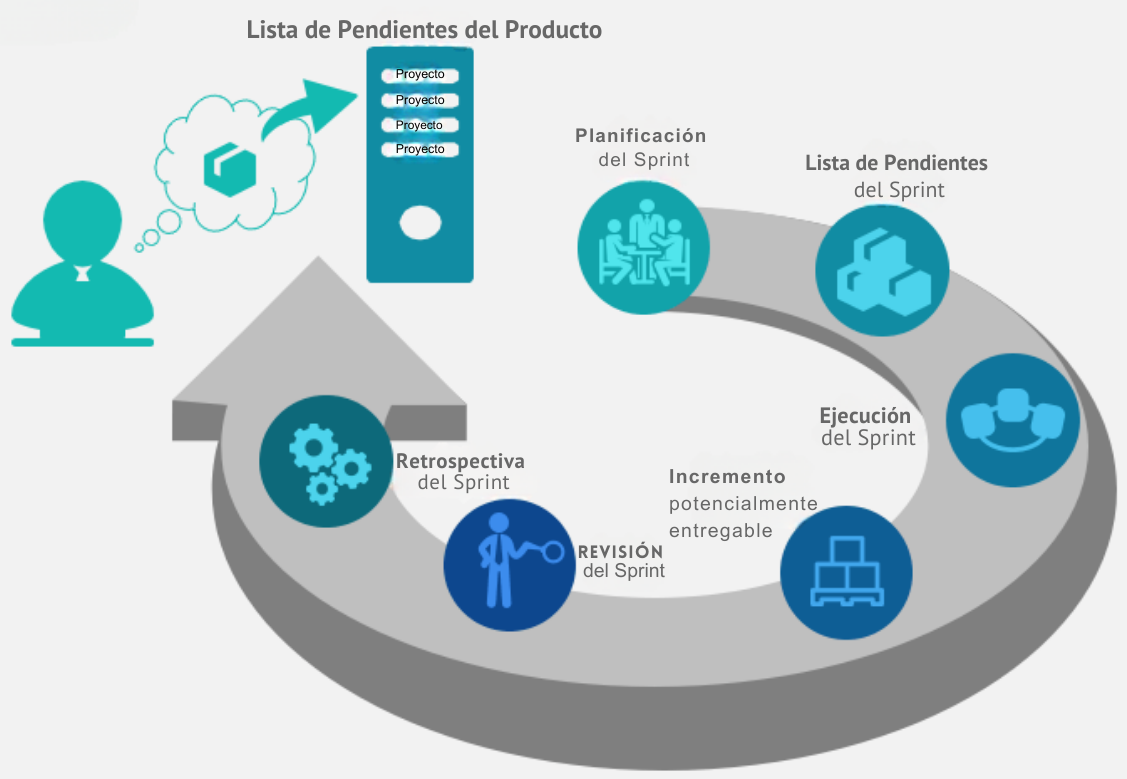 Lista de Pendientes del Producto
Proyecto
Proyecto
Proyecto
Proyecto
Planificación
del Sprint
Lista de Pendientes
del Sprint
Ejecución
del Sprint
Incremento
potencialmente
entregable
REVISIÓN
del Sprint
Retrospectiva
del Sprint